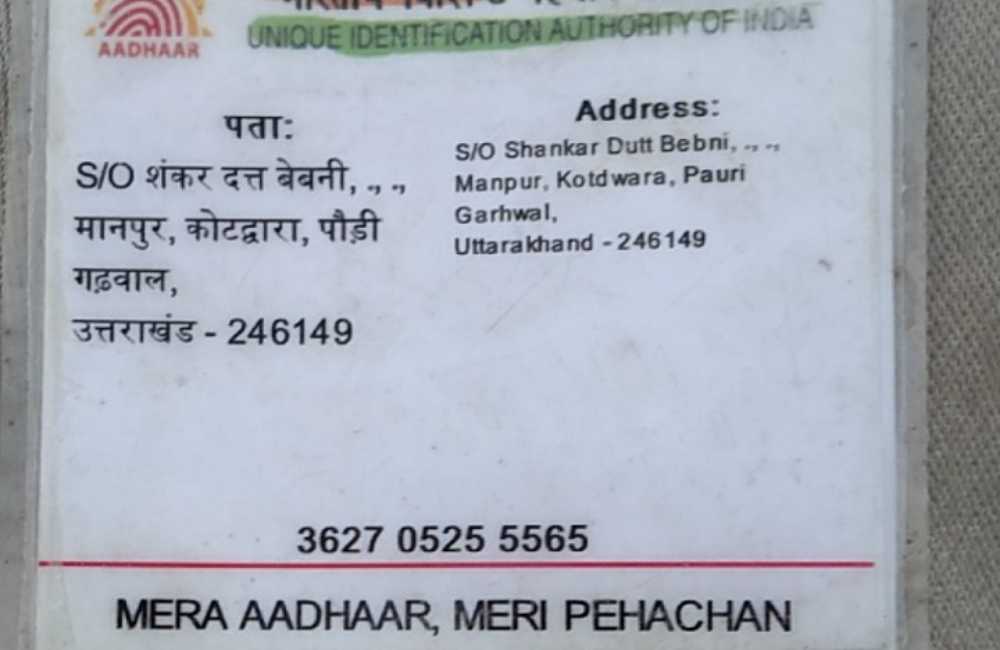 AADHAAR
UNIQUE IDENTIFICATION AUTHORITY OF INDIA
पता:
S/O शंकर दत्त बेबनी, ., .,
मानपुर, कोटद्वारा, पौड़ी
गढ़वाल,
उत्तराखंड - 246149
Address:
S/O Shankar Dutt Bebni, ., .,
Manpur, Kotdwara, Pauri
Garhwal,
Uttarakhand - 246149
3627 0525 5565
MERA AADHAAR, MERI PEHACHAN